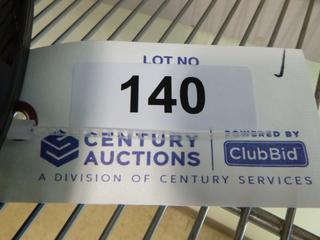 LOT NO
140
CENTURY
AUCTIONS
POWERED BY
ClubBid
A DIVISION OF CENTURY SERVICES